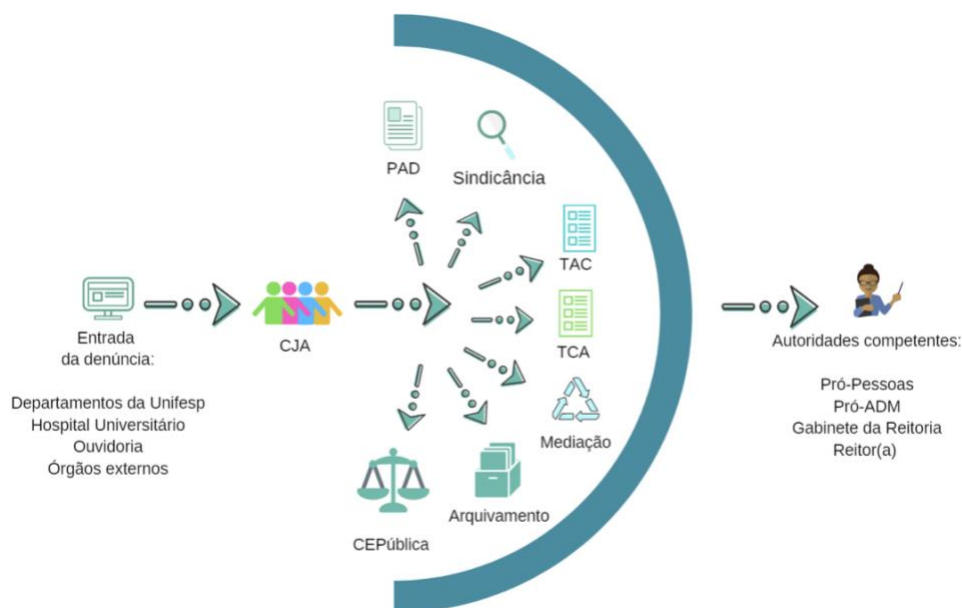 Entrada
da denúncia:
Departamentos da Unifesp
Hospital Universitário
Ouvidoria
Órgãos externos
CJA
PAD
Sindicância
TAC
TCA
Mediação
Arquivamento
CEPública
Autoridades competentes:
Pró-Pessoas
Pró-ADM
Gabinete da Reitoria
Reitor(a)